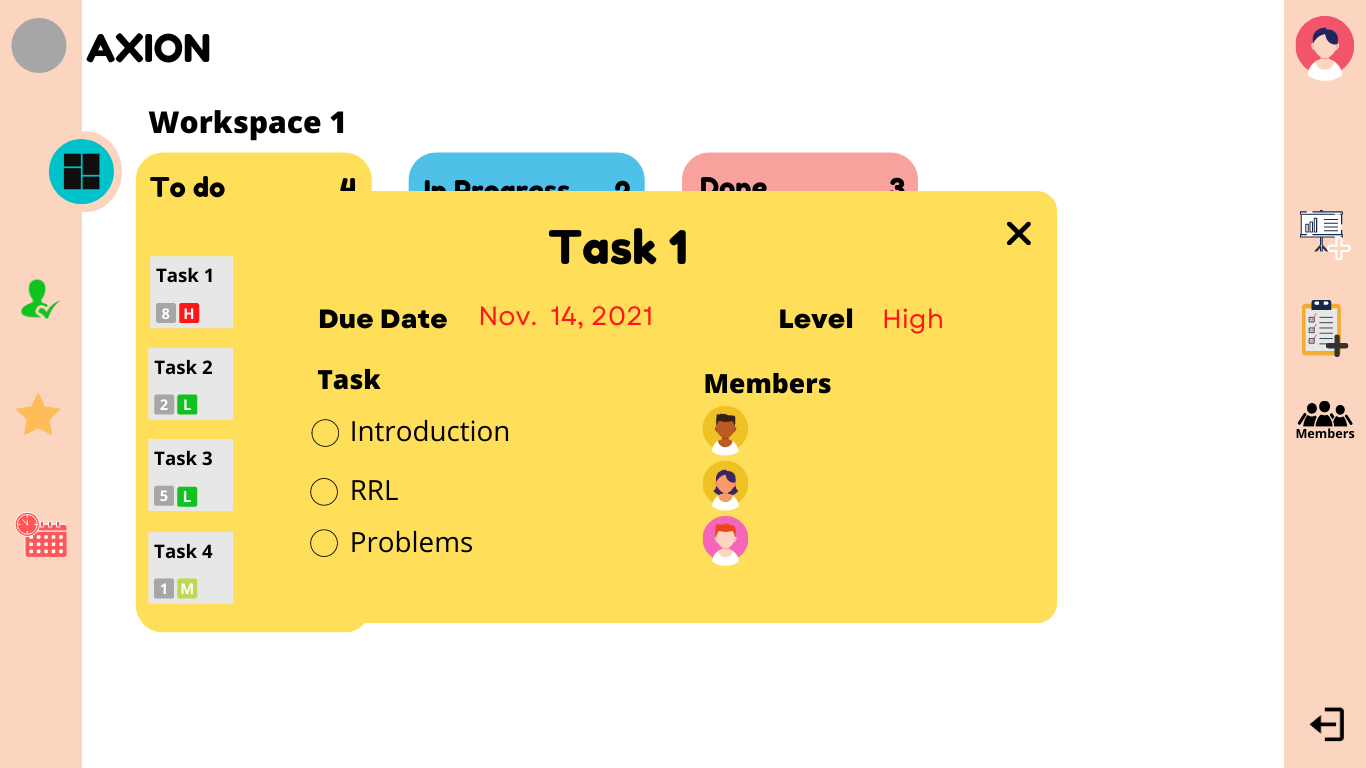 AXION
Workspace 1
To do 4
In Progress
Done 3
Task 1
Due Date Nov. 14, 2021 Level High
Task
Introduction
RRL
Problems
Members
Task 1
8 H
Task 2
2 L
Task 3
5 L
Task 4
1 M
Members